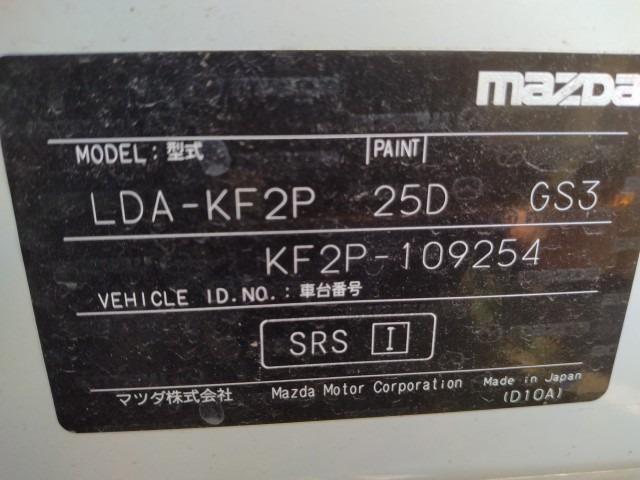 mazda
MODEL: 型式 PAINT
LDA-KF2P 25D GS3
KF2P-109254
VEHICLE ID.NO.: 車台番号
SRS I
マツダ株式会社 Mazda Motor Corporation Made in Japan
(D10A)